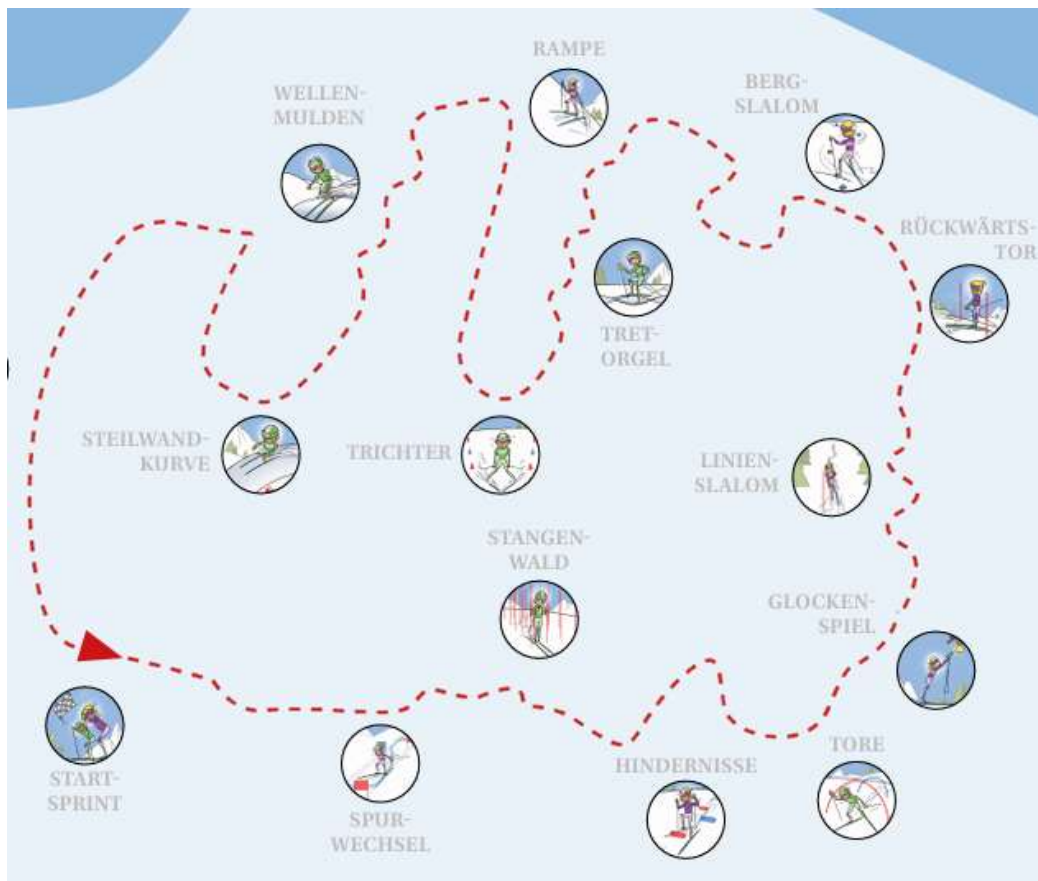 RAMPE
WELLEN-
MULDEN
BERG-
SLALOM
RÜCKWÄRTS-
TOR
TRET-
ORGEL
STEILWAND-
KURVE
TRICHTER
LINIEN-
SLALOM
STANGEN-
WALD
GLOCKEN-
SPIEL
START-
SPRINT
SPUR-
WECHSEL
HINDERNISSE
TORE